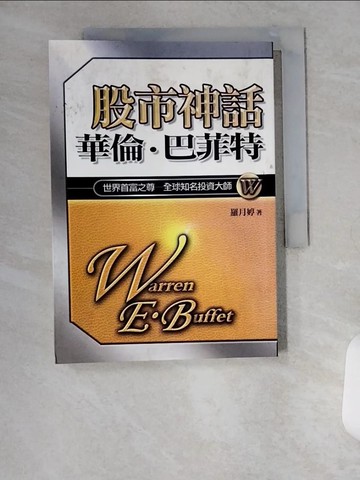 股市神話
華倫·巴菲特
世界首富之尊 全球知名投資大師 W
羅月婷 著
Warren
E·Buffet